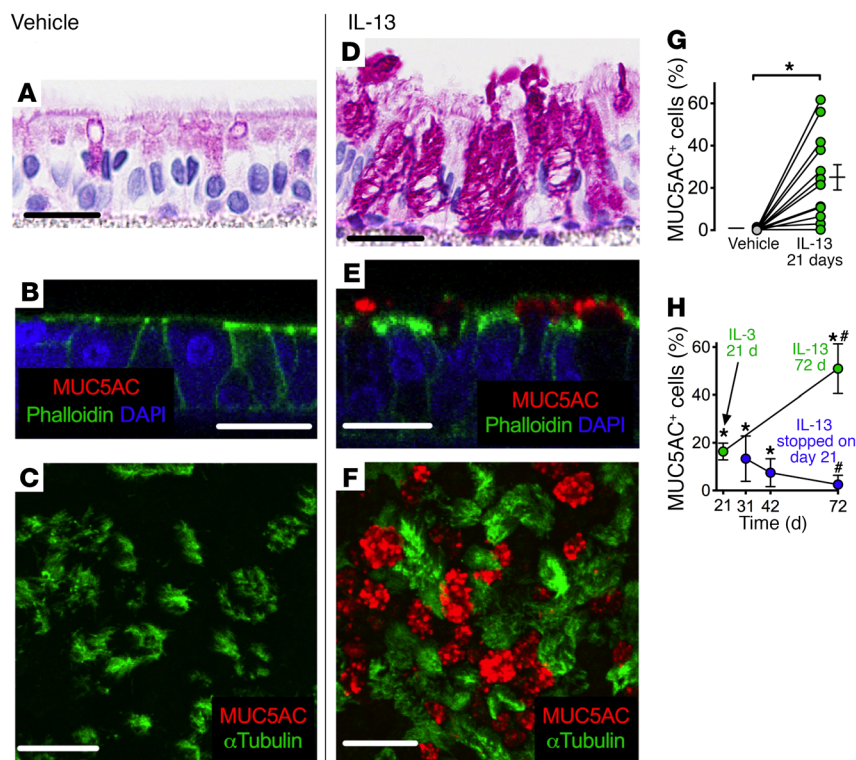 Vehicle
IL-13
A
D
G
*
MUC5AC+ cells (%)
60
40
20
0
Vehicle
IL-13
21 days
B
MUC5AC
Phalloidin DAPI
E
MUC5AC
Phalloidin DAPI
H
MUC5AC+ cells (%)
60
40
20
0
IL-3
21 d
IL-13
72 d
*#
*
*
*
IL-13
stopped on
day 21
#
21 31 42 72
Time (d)
C
MUC5AC
αTubulin
F
MUC5AC
αTubulin